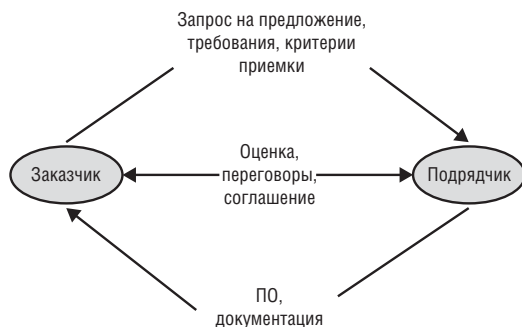 Запрос на предложение,
требования, критерии
приемки
Заказчик
Оценка,
переговоры,
соглашение
Подрядчик
ПО,
документация